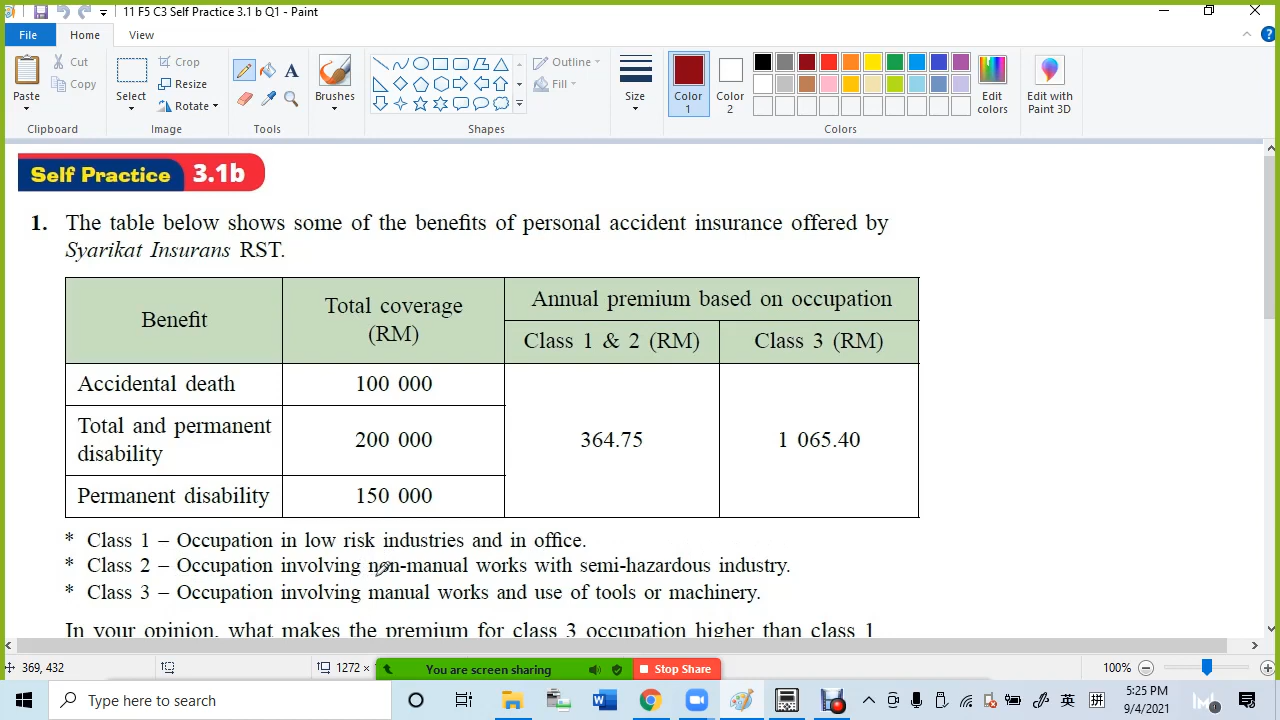 11 F5 C3 Self Practice 3.1 b Q1 - Paint
File
Home
View
Paste
Cut
Copy
Clipboard
Select
Crop
Resize
Rotate
Image
A
Tools
Brushes
Shapes
Outline
Fill
Size
Color
1
Color
2
Colors
Edit
colors
Edit with
Paint 3D
Self Practice 3.1b
1. The table below shows some of the benefits of personal accident insurance offered by
Syarikat Insurans RST.
Benefit
Total coverage
(RM)
Annual premium based on occupation
Class 1 & 2 (RM)
Class 3 (RM)
Accidental death
100 000
Total and permanent
disability
200 000
364.75
1 065.40
Permanent disability
150 000
* Class 1 – Occupation in low risk industries and in office.
* Class 2 – Occupation involving non-manual works with semi-hazardous industry.
* Class 3 – Occupation involving manual works and use of tools or machinery.
In your opinion, what makes the premium for class 3 occupation higher than class 1
369, 432
1272 ×
You are screen sharing
Stop Share
100%
Type here to search
英
拼
5:25 PM
9/4/2021